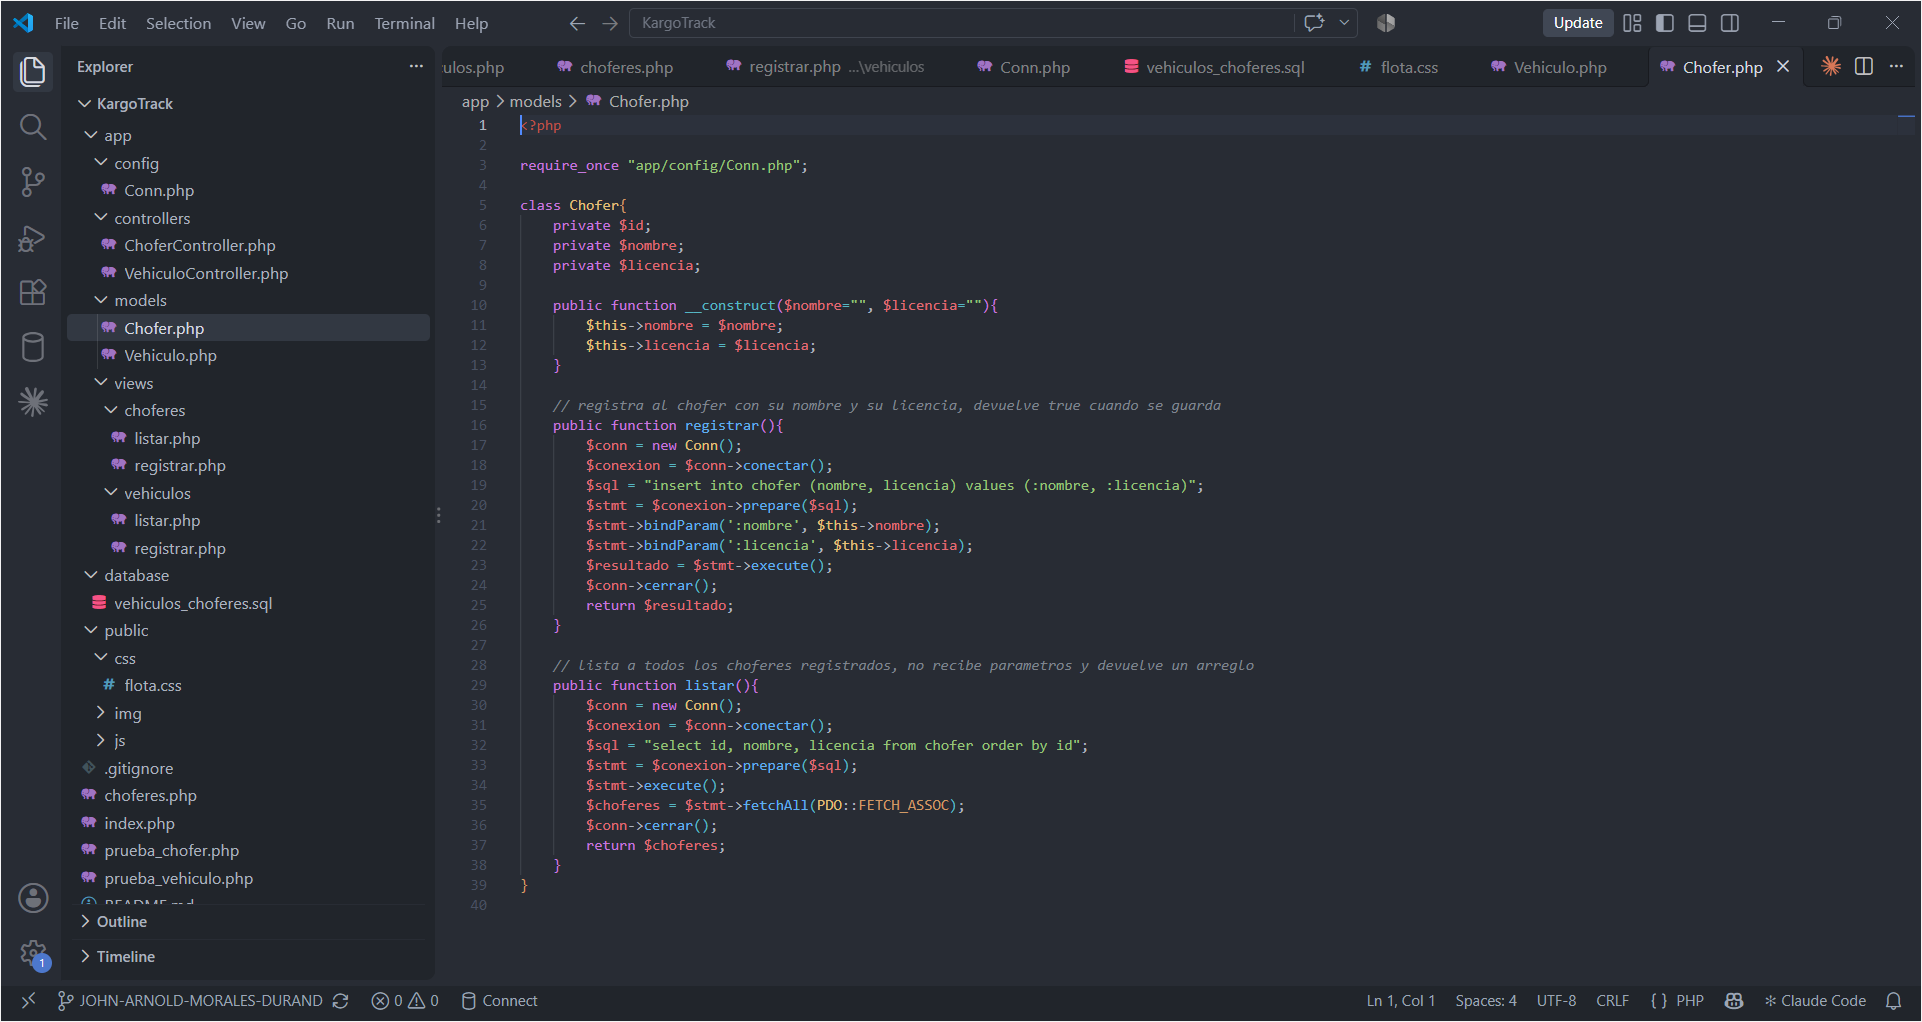 File Edit Selection View Go Run Terminal Help
KargoTrack
Update
Explorer
KargoTrack
app
config
Conn.php
controllers
ChoferController.php
VehiculoController.php
models
Chofer.php
Vehiculo.php
views
choferes
listar.php
registrar.php
vehiculos
listar.php
registrar.php
database
vehiculos_choferes.sql
public
css
flota.css
img
js
.gitignore
choferes.php
index.php
prueba_chofer.php
prueba_vehiculo.php
README.md
Outline
Timeline
1
ulos.php choferes.php registrar.php ...\vehiculos Conn.php vehiculos_choferes.sql flota.css Vehiculo.php Chofer.php
app > models > Chofer.php
1 <?php
2
3 require_once "app/config/Conn.php";
4
5 class Chofer{
6 private $id;
7 private $nombre;
8 private $licencia;
9
10 public function __construct($nombre="", $licencia=""){
11 $this->nombre = $nombre;
12 $this->licencia = $licencia;
13 }
14
15 // registra al chofer con su nombre y su licencia, devuelve true cuando se guarda
16 public function registrar(){
17 $conn = new Conn();
18 $conexion = $conn->conectar();
19 $sql = "insert into chofer (nombre, licencia) values (:nombre, :licencia)";
20 $stmt = $conexion->prepare($sql);
21 $stmt->bindParam(':nombre', $this->nombre);
22 $stmt->bindParam(':licencia', $this->licencia);
23 $resultado = $stmt->execute();
24 $conn->cerrar();
25 return $resultado;
26 }
27
28 // lista a todos los choferes registrados, no recibe parametros y devuelve un arreglo
29 public function listar(){
30 $conn = new Conn();
31 $conexion = $conn->conectar();
32 $sql = "select id, nombre, licencia from chofer order by id";
33 $stmt = $conexion->prepare($sql);
34 $stmt->execute();
35 $choferes = $stmt->fetchAll(PDO::FETCH_ASSOC);
36 $conn->cerrar();
37 return $choferes;
38 }
39 }
40
JOHN-ARNOLD-MORALES-DURAND 0 0 Connect Ln 1, Col 1 Spaces: 4 UTF-8 CRLF { } PHP Claude Code